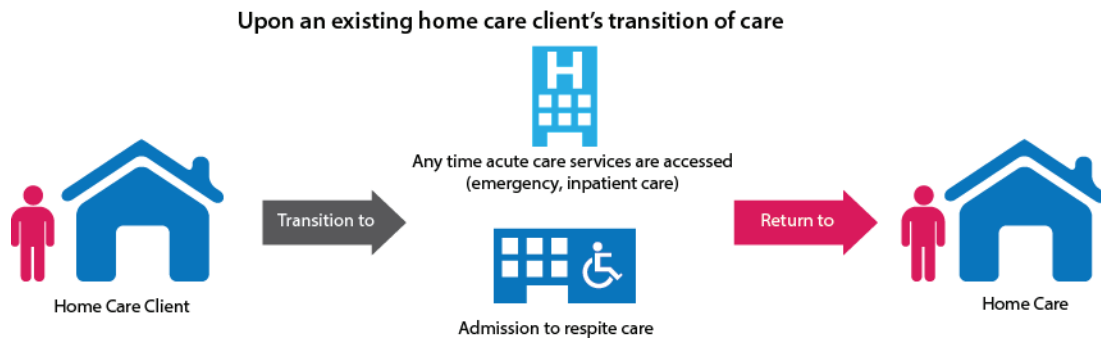 Upon an existing home care client’s transition of care
H
Any time acute care services are accessed
(emergency, inpatient care)
Transition to
Return to
Home Care Client
Home Care
Admission to respite care